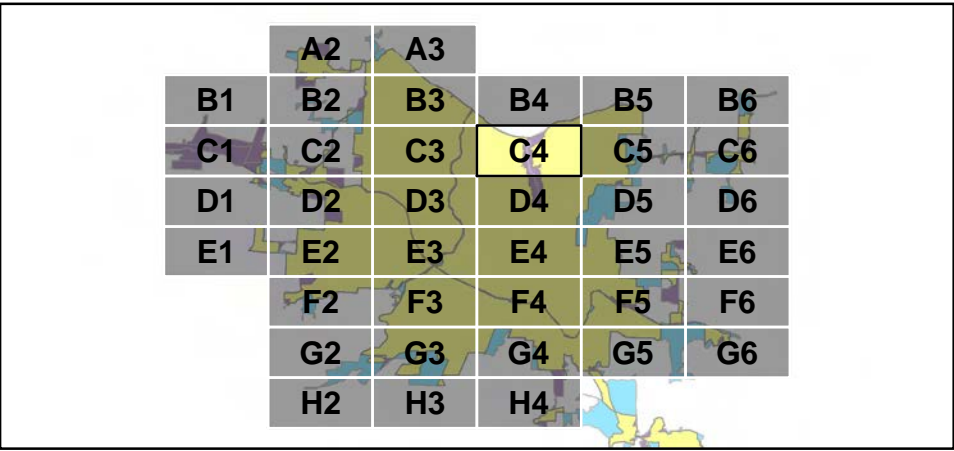 A2 A3
B1 B2 B3 B4 B5 B6
C1 C2 C3 C4 C5 C6
D1 D2 D3 D4 D5 D6
E1 E2 E3 E4 E5 E6
F2 F3 F4 F5 F6
G2 G3 G4 G5 G6
H2 H3 H4